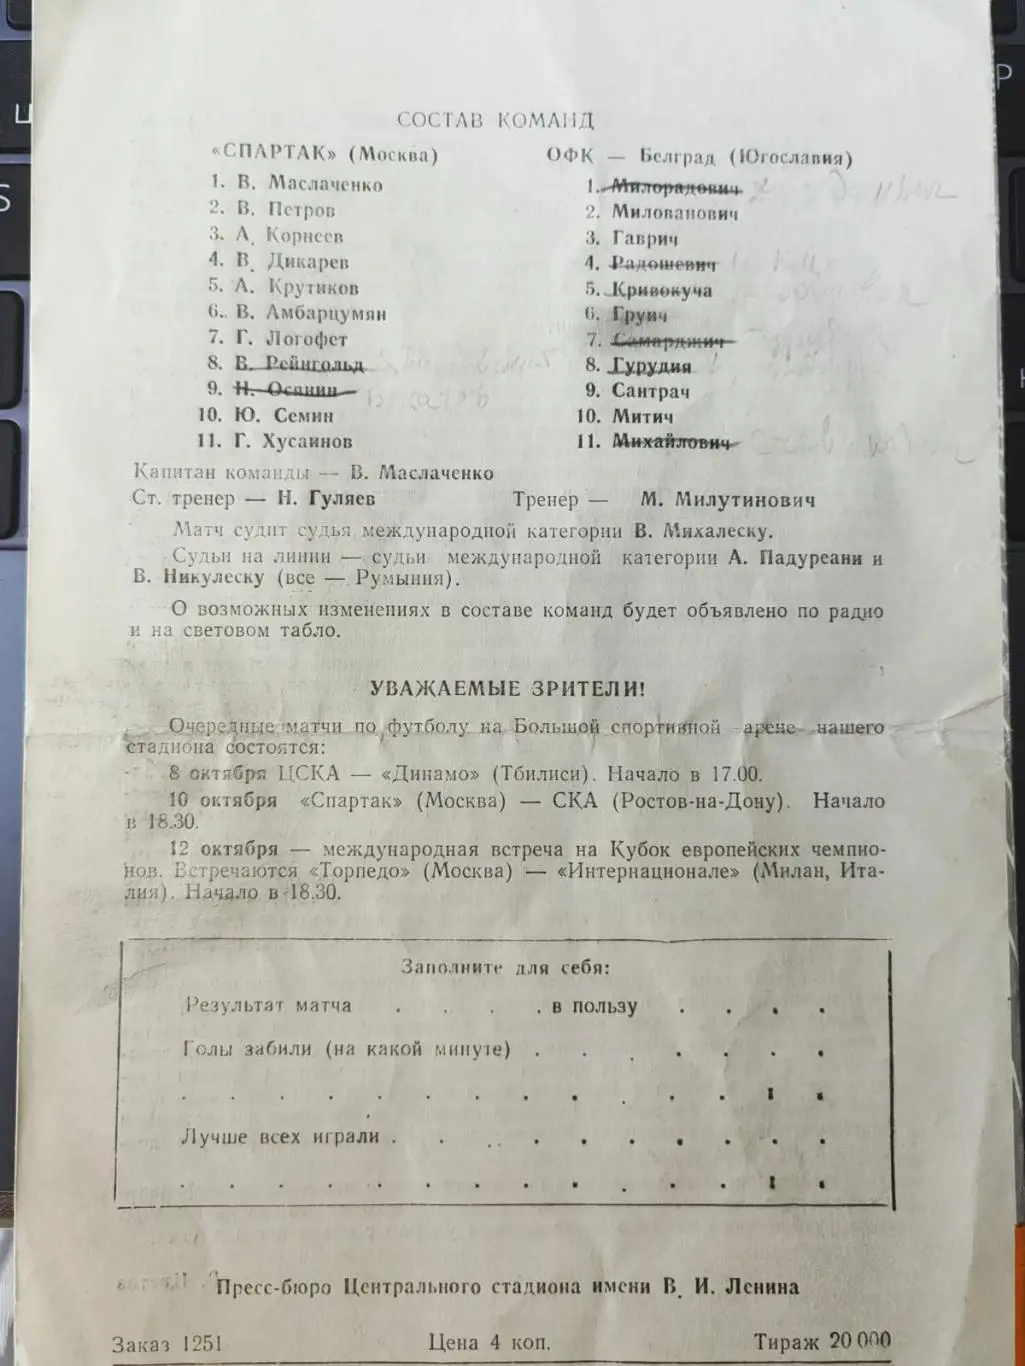 СОСТАВ КОМАНД
«СПАРТАК» (Москва) ОФК — Белград (Югославия)
1. В. Маслаченко 1. Милорадович
2. В. Петров 2. Милованович
3. А. Корнеев 3. Гаврич
4. В. Дикарев 4. Радошевич
5. А. Крутиков 5. Кривокуча
6. В. Амбарцумян 6. Груич
7. Г. Логофет 7. Самарджич
8. В. Рейнгольд 8. Гурудия
9. Н. Осянин 9. Сантрач
10. Ю. Семин 10. Митич
11. Г. Хусаинов 11. Михайлович
Капитан команды — В. Маслаченко
Ст. тренер — Н. Гуляев Тренер — М. Милутинович
Матч судит судья международной категории В. Михалеску.
Судьи на линии — судьи международной категории А. Падуреани и
В. Никулеску (все — Румыния).
О возможных изменениях в составе команд будет объявлено по радио
и на световом табло.
УВАЖАЕМЫЕ ЗРИТЕЛИ!
Очередные матчи по футболу на Большой спортивной арене нашего
стадиона состоятся:
8 октября ЦСКА — «Динамо» (Тбилиси). Начало в 17.00.
10 октября «Спартак» (Москва) — СКА (Ростов-на-Дону). Начало
в 18.30.
12 октября — международная встреча на Кубок европейских чемпио-
нов. Встречаются «Торпедо» (Москва) — «Интернационале» (Милан, Ита-
лия). Начало в 18.30.
Заполните для себя:
Результат матча . . . . в пользу . . . .
Голы забили (на какой минуте) . . . . . . .
. . . . . . . . . . . . . .
Лучше всех играли . . . . . . . . . .
. . . . . . . . . . . . . .
Пресс-бюро Центрального стадиона имени В. И. Ленина
Заказ 1251 Цена 4 коп. Тираж 20 000